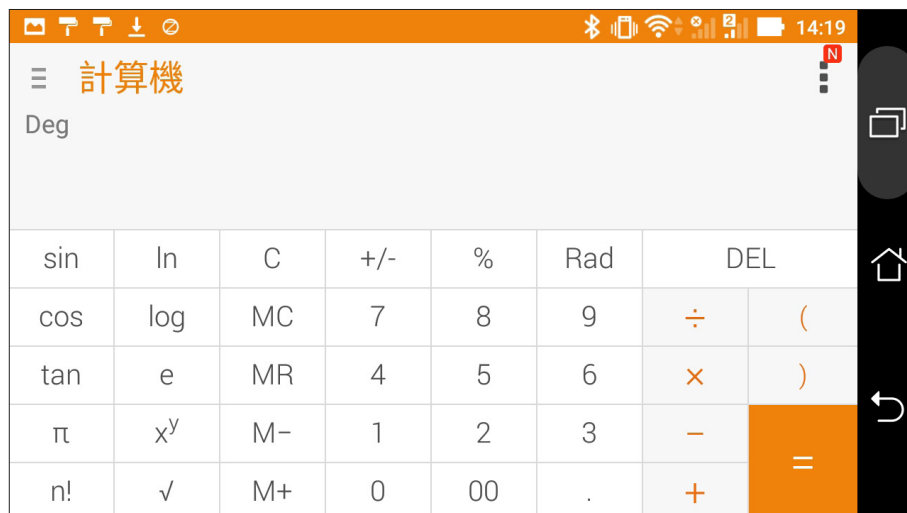 2 14:19
計算機 N
Deg
sin ln C +/- % Rad DEL
cos log MC 7 8 9 ÷ (
tan e MR 4 5 6 × )
π xʸ M− 1 2 3 −
=
n! √ M+ 0 00 . +